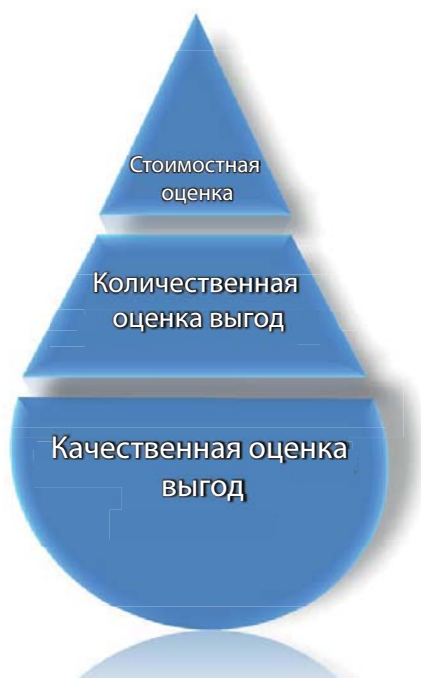 Стоимостная
оценка
Количественная
оценка выгод
Качественная оценка
выгод